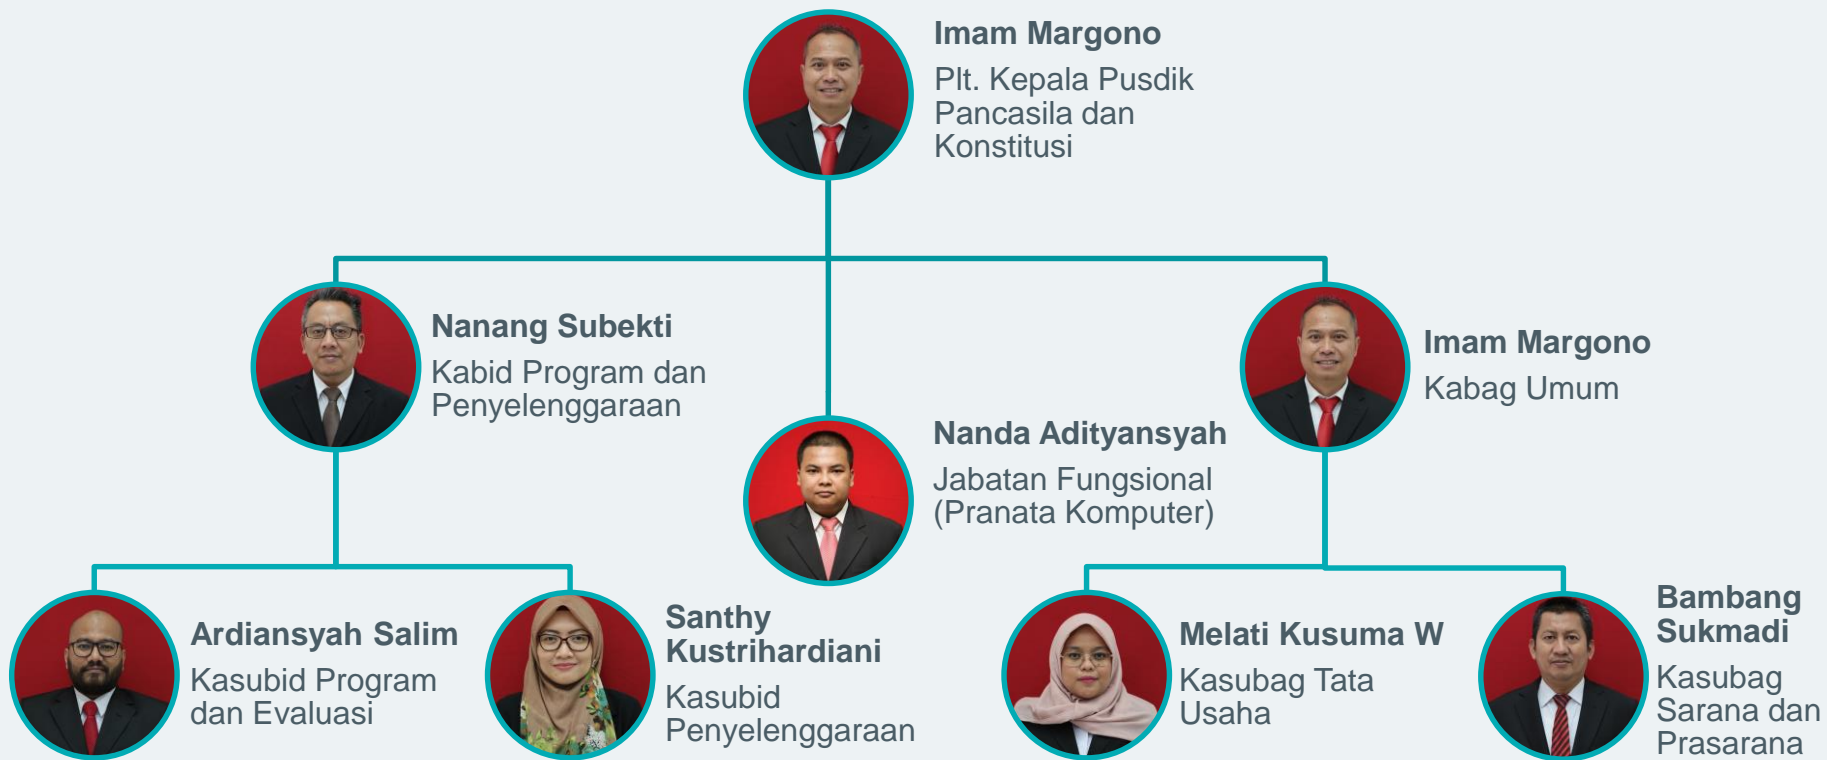 Imam Margono
Plt. Kepala Pusdik
Pancasila dan
Konstitusi
Nanang Subekti
Kabid Program dan
Penyelenggaraan
Nanda Adityansyah
Jabatan Fungsional
(Pranata Komputer)
Imam Margono
Kabag Umum
Ardiansyah Salim
Kasubid Program
dan Evaluasi
Santhy
Kustrihardiani
Kasubid
Penyelenggaraan
Melati Kusuma W
Kasubag Tata
Usaha
Bambang
Sukmadi
Kasubag
Sarana dan
Prasarana